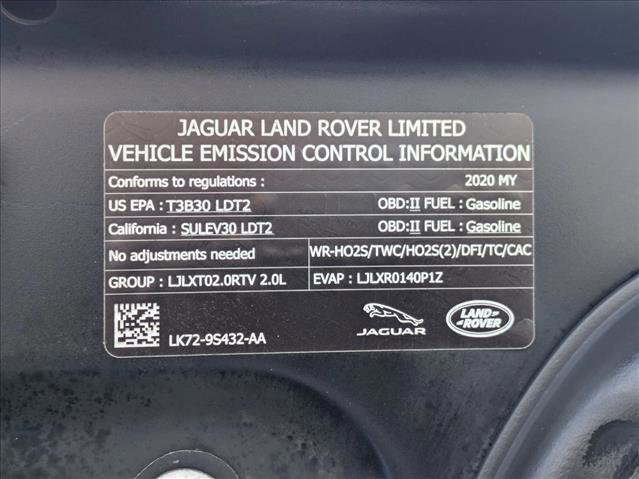 JAGUAR LAND ROVER LIMITED
VEHICLE EMISSION CONTROL INFORMATION
Conforms to regulations : 2020 MY
US EPA : T3B30 LDT2 OBD:II FUEL : Gasoline
California : SULEV30 LDT2 OBD:II FUEL : Gasoline
No adjustments needed WR-HO2S/TWC/HO2S(2)/DFI/TC/CAC
GROUP : LJLXT02.0RTV 2.0L EVAP : LJLXR0140P1Z
LK72-9S432-AA
JAGUAR
LAND
ROVER